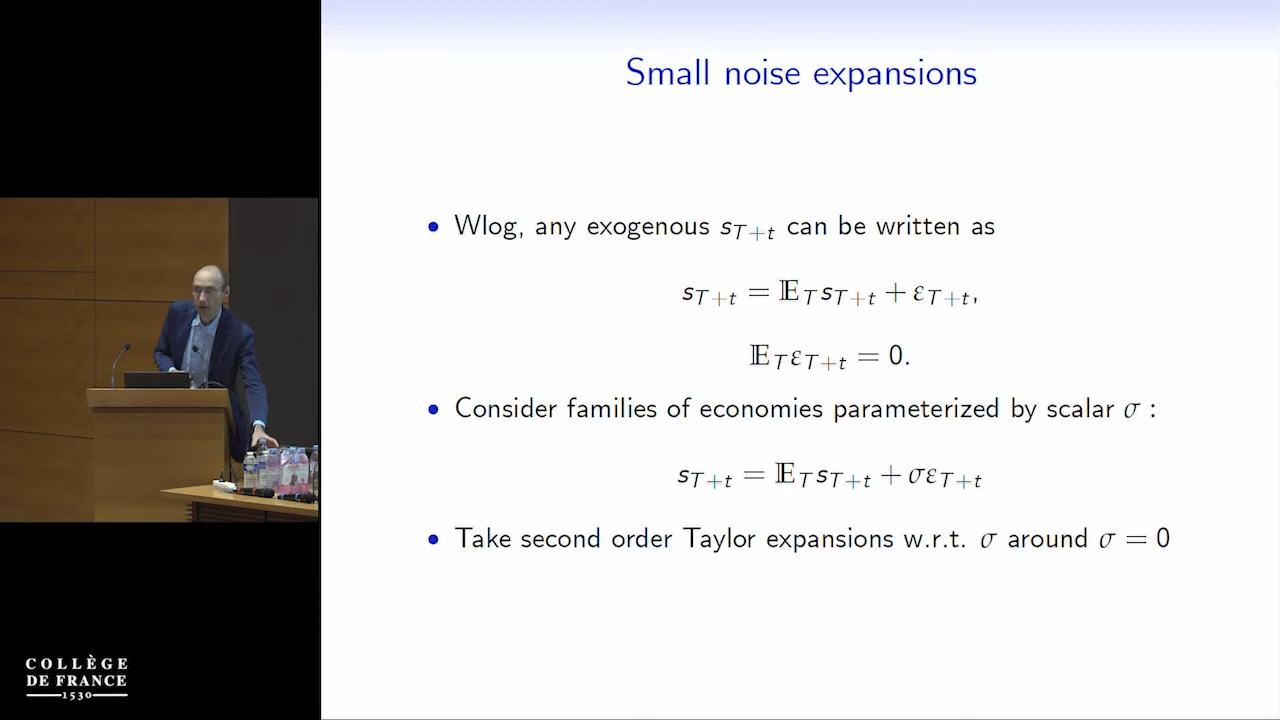 Small noise expansions
• Wlog, any exogenous s_{T+t} can be written as
s_{T+t} = 𝔼_T s_{T+t} + ε_{T+t},
𝔼_T ε_{T+t} = 0.
• Consider families of economies parameterized by scalar σ :
s_{T+t} = 𝔼_T s_{T+t} + σε_{T+t}
• Take second order Taylor expansions w.r.t. σ around σ = 0
COLLÈGE
DE FRANCE
1530